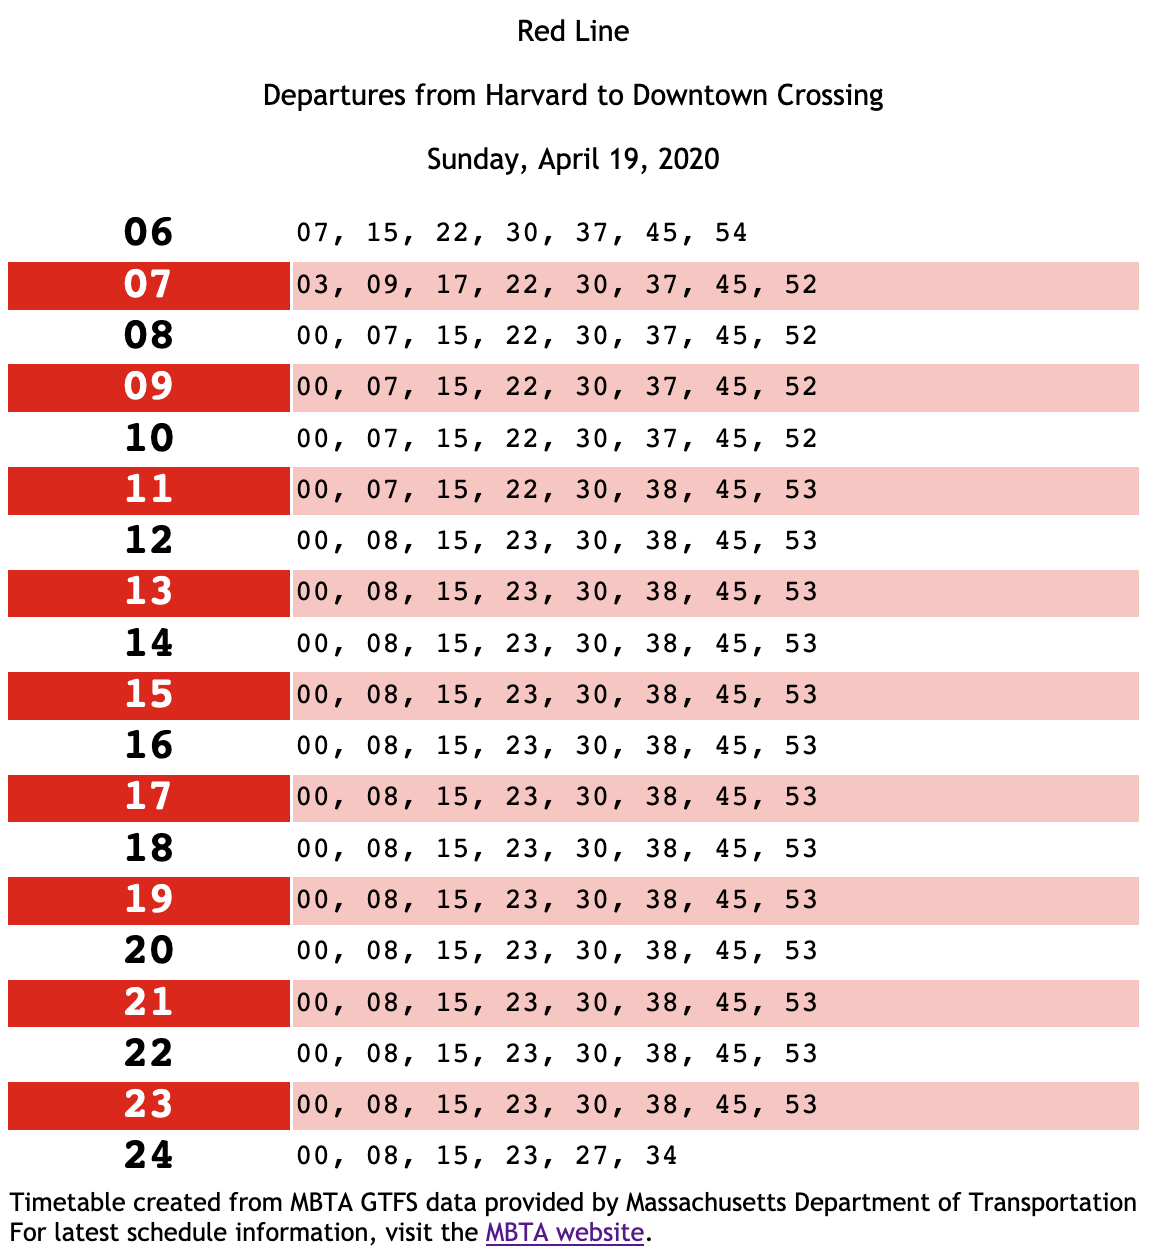 Red Line
Departures from Harvard to Downtown Crossing
Sunday, April 19, 2020
06 07, 15, 22, 30, 37, 45, 54
07 03, 09, 17, 22, 30, 37, 45, 52
08 00, 07, 15, 22, 30, 37, 45, 52
09 00, 07, 15, 22, 30, 37, 45, 52
10 00, 07, 15, 22, 30, 37, 45, 52
11 00, 07, 15, 22, 30, 38, 45, 53
12 00, 08, 15, 23, 30, 38, 45, 53
13 00, 08, 15, 23, 30, 38, 45, 53
14 00, 08, 15, 23, 30, 38, 45, 53
15 00, 08, 15, 23, 30, 38, 45, 53
16 00, 08, 15, 23, 30, 38, 45, 53
17 00, 08, 15, 23, 30, 38, 45, 53
18 00, 08, 15, 23, 30, 38, 45, 53
19 00, 08, 15, 23, 30, 38, 45, 53
20 00, 08, 15, 23, 30, 38, 45, 53
21 00, 08, 15, 23, 30, 38, 45, 53
22 00, 08, 15, 23, 30, 38, 45, 53
23 00, 08, 15, 23, 30, 38, 45, 53
24 00, 08, 15, 23, 27, 34
Timetable created from MBTA GTFS data provided by Massachusetts Department of Transportation
For latest schedule information, visit the MBTA website.